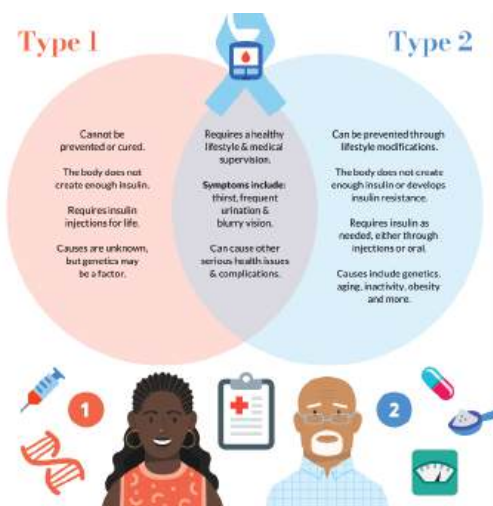 Type 1
Type 2
Cannot be
prevented or cured.
The body does not
create enough insulin.
Requires insulin
injections for life.
Causes are unknown,
but genetics may
be a factor.
Requires a healthy
lifestyle & medical
supervision.
Symptoms include:
thirst, frequent
urination &
blurry vision.
Can cause other
serious health issues
& complications.
Can be prevented through
lifestyle modifications.
The body does not create
enough insulin or develops
insulin resistance.
Requires insulin as
needed, either through
injections or oral.
Causes include genetics,
aging, inactivity, obesity
and more.
1
2